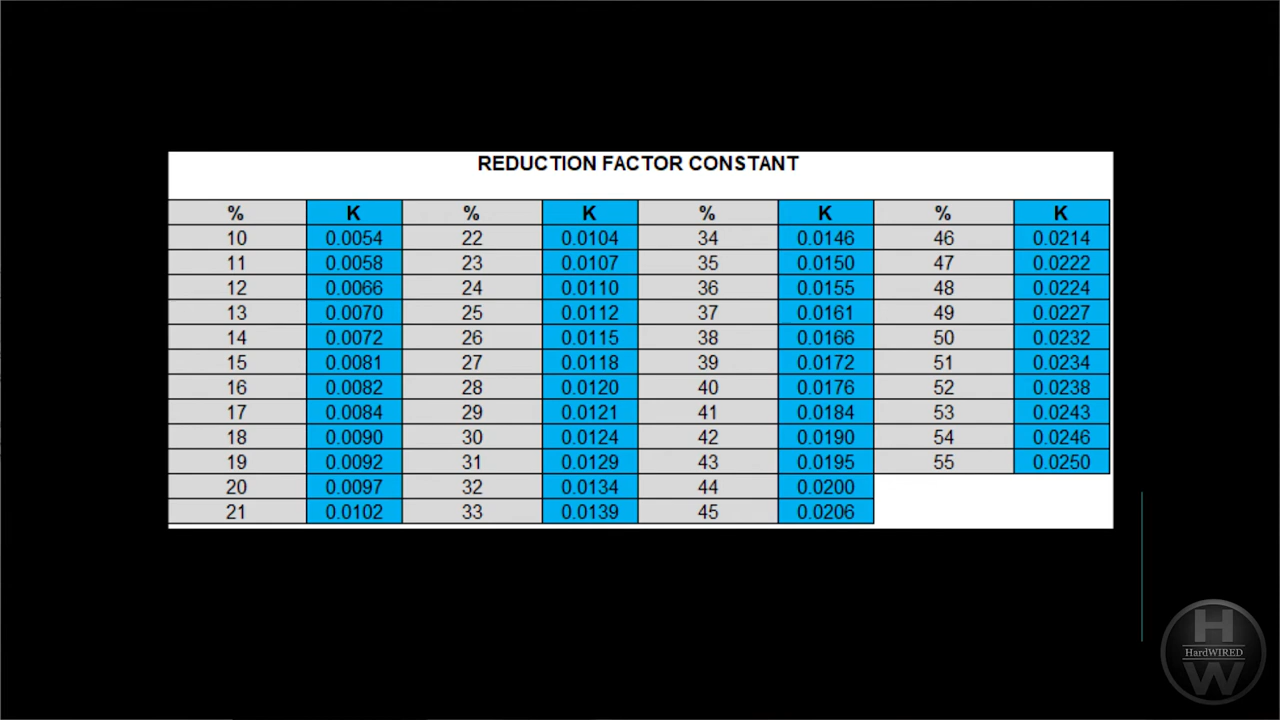 REDUCTION FACTOR CONSTANT
% K % K % K % K
10 0.0054 22 0.0104 34 0.0146 46 0.0214
11 0.0058 23 0.0107 35 0.0150 47 0.0222
12 0.0066 24 0.0110 36 0.0155 48 0.0224
13 0.0070 25 0.0112 37 0.0161 49 0.0227
14 0.0072 26 0.0115 38 0.0166 50 0.0232
15 0.0081 27 0.0118 39 0.0172 51 0.0234
16 0.0082 28 0.0120 40 0.0176 52 0.0238
17 0.0084 29 0.0121 41 0.0184 53 0.0243
18 0.0090 30 0.0124 42 0.0190 54 0.0246
19 0.0092 31 0.0129 43 0.0195 55 0.0250
20 0.0097 32 0.0134 44 0.0200
21 0.0102 33 0.0139 45 0.0206
H
HardWIRED
W